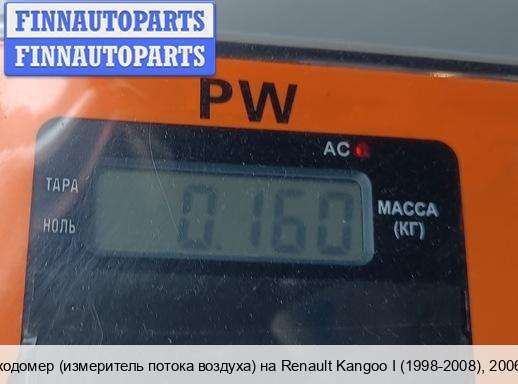 FINNAUTOPARTS
FINNAUTOPARTS
PW
AC
ТАРА
НОЛЬ
0.160
МАССА
(КГ)
ходомер (измеритель потока воздуха) на Renault Kangoo I (1998-2008), 2006